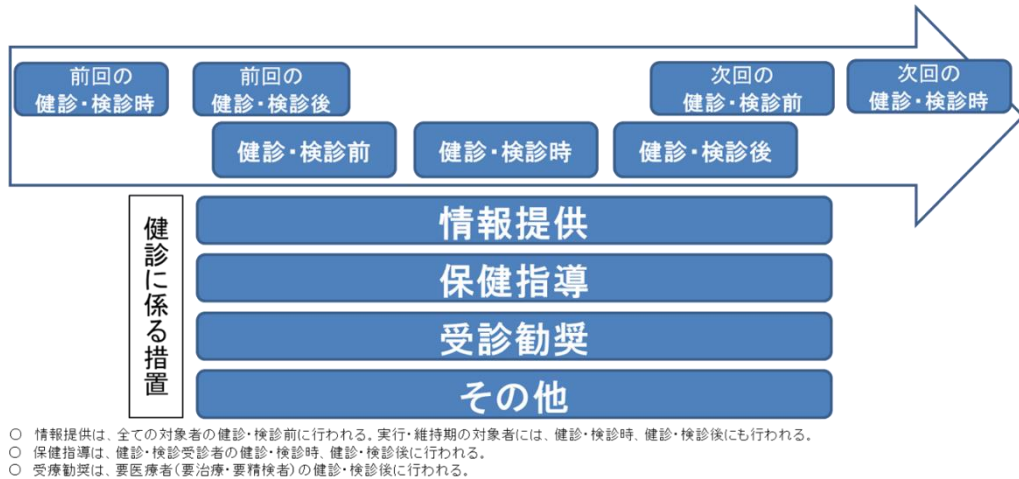 前回の
健診・検診時
前回の
健診・検診後
次回の
健診・検診前
次回の
健診・検診時
健診・検診前
健診・検診時
健診・検診後
健診に係る措置
情報提供
保健指導
受診勧奨
その他
○ 情報提供は、全ての対象者の健診・検診前に行われる。実行・維持期の対象者には、健診・検診時、健診・検診後にも行われる。
○ 保健指導は、健診・検診受診者の健診・検診時、健診・検診後に行われる。
○ 受療勧奨は、要医療者(要治療・要精検者)の健診・検診後に行われる。